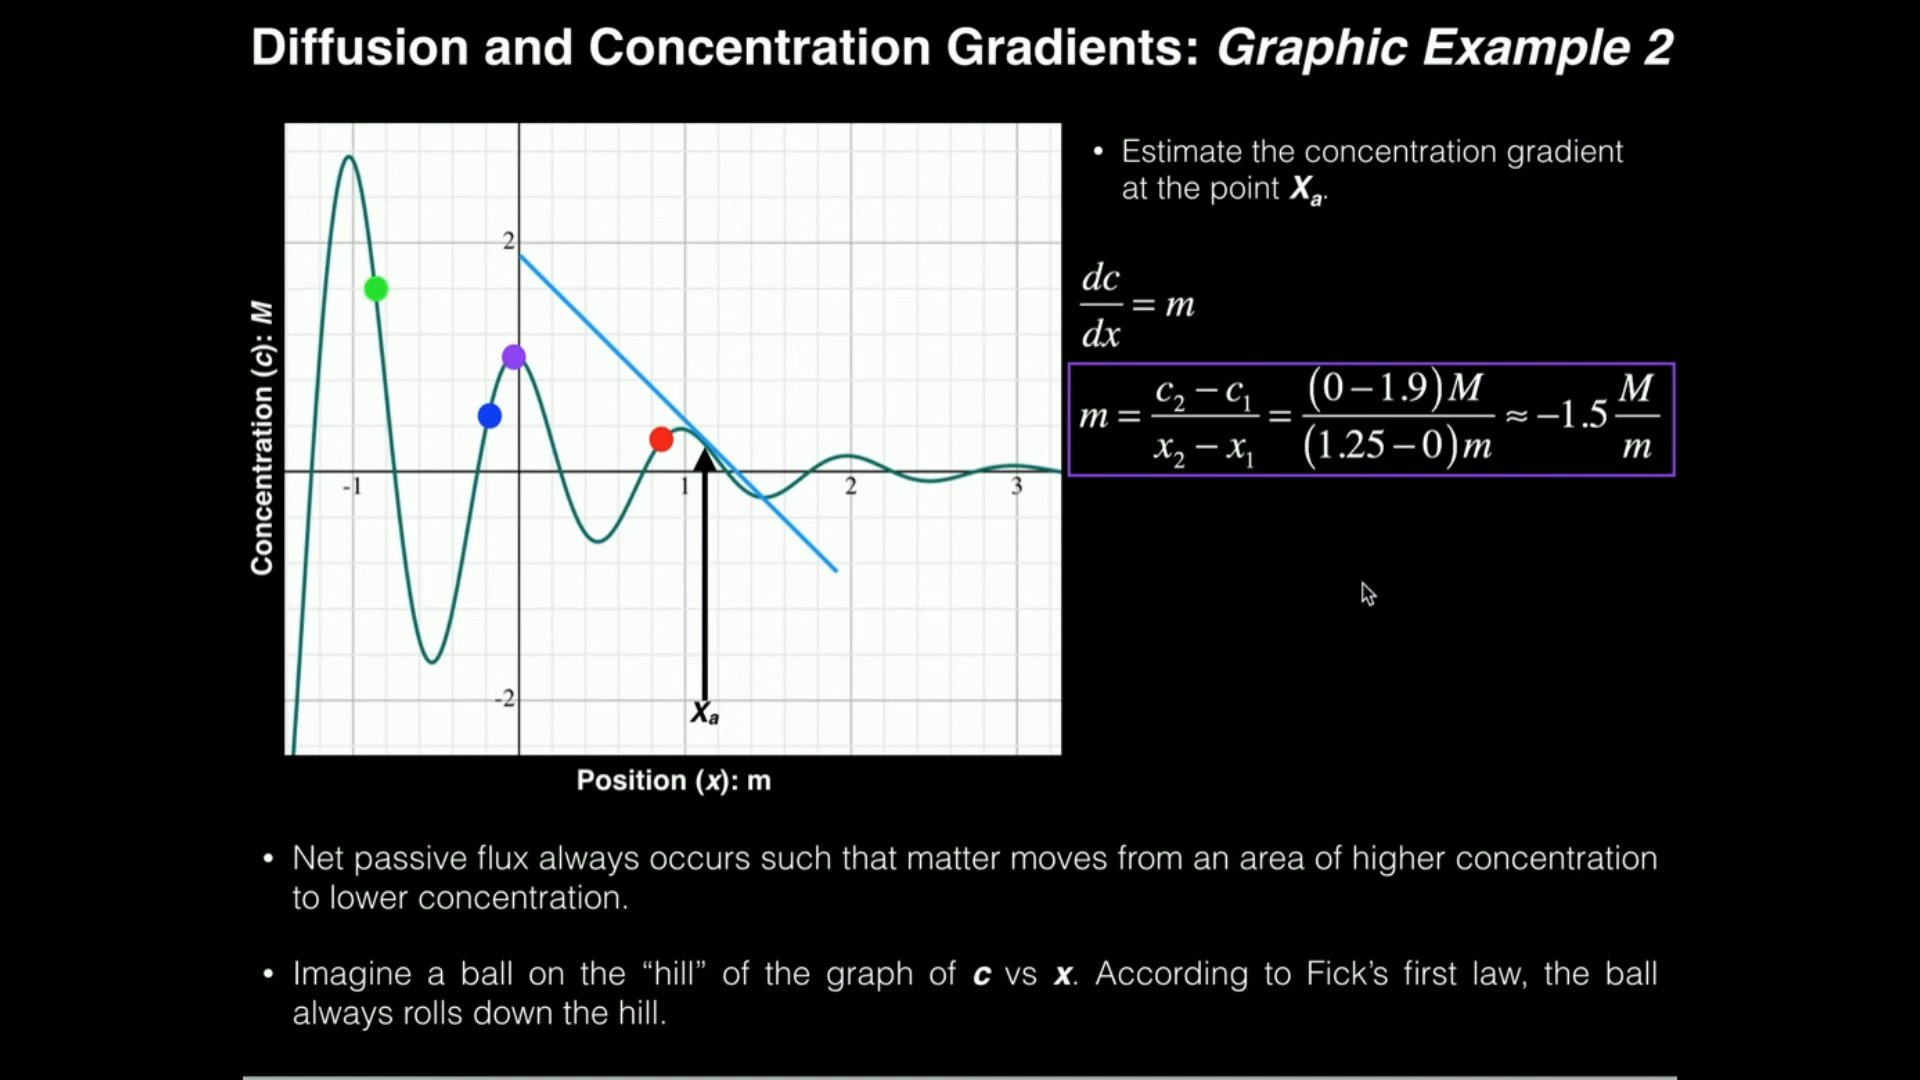 Diffusion and Concentration Gradients: Graphic Example 2
• Estimate the concentration gradient
at the point Xa.
dc/dx = m
m = (c2 − c1)/(x2 − x1) = (0−1.9)M/(1.25−0)m ≈ −1.5 M/m
Concentration (c): M
2
-1
1
2
3
-2
Xa
Position (x): m
• Net passive flux always occurs such that matter moves from an area of higher concentration
to lower concentration.
• Imagine a ball on the “hill” of the graph of c vs x. According to Fick’s first law, the ball
always rolls down the hill.